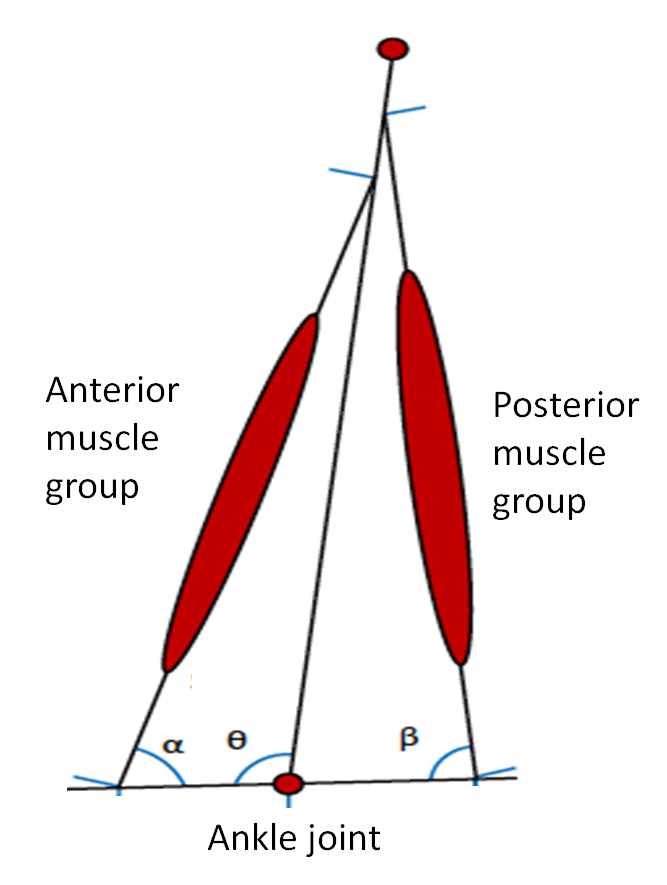 Anterior
muscle
group
Posterior
muscle
group
α
θ
β
Ankle joint